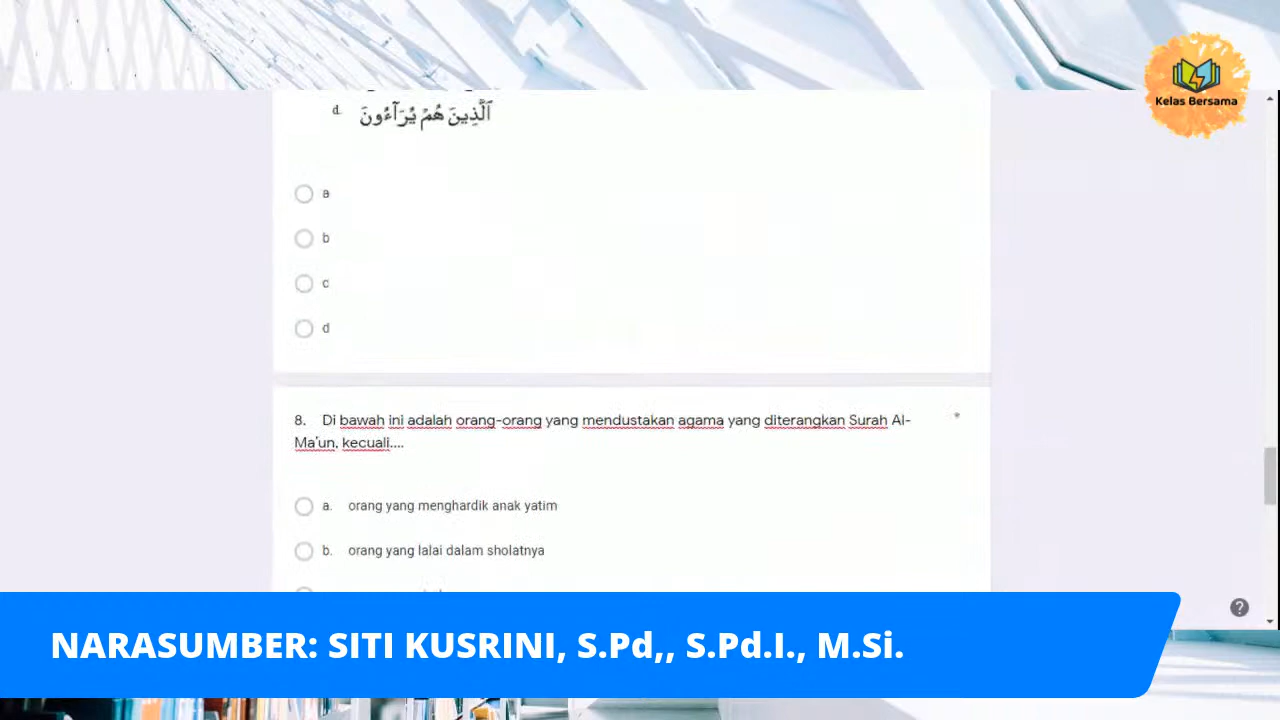 Kelas Bersama
d. ٱلَّذِينَ هُمْ يُرَآءُونَ
a
b
c
d
8. Di bawah ini adalah orang-orang yang mendustakan agama yang diterangkan Surah Al-
Ma'un, kecuali....
*
a. orang yang menghardik anak yatim
b. orang yang lalai dalam sholatnya
NARASUMBER: SITI KUSRINI, S.Pd,, S.Pd.I., M.Si.